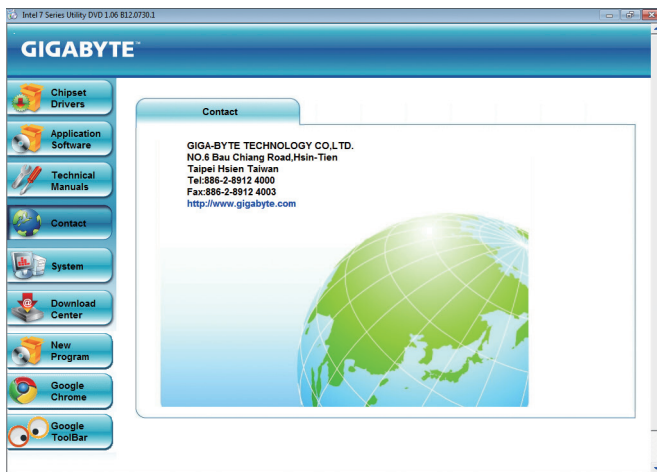 Intel 7 Series Utility DVD 1.06 B12.0730.1
GIGABYTE™
Chipset
Drivers
Application
Software
Technical
Manuals
Contact
System
Download
Center
New
Program
Google
Chrome
Google
ToolBar
Contact
GIGA-BYTE TECHNOLOGY CO,LTD.
NO.6 Bau Chiang Road,Hsin-Tien
Taipei Hsien Taiwan
Tel:886-2-8912 4000
Fax:886-2-8912 4003
http://www.gigabyte.com